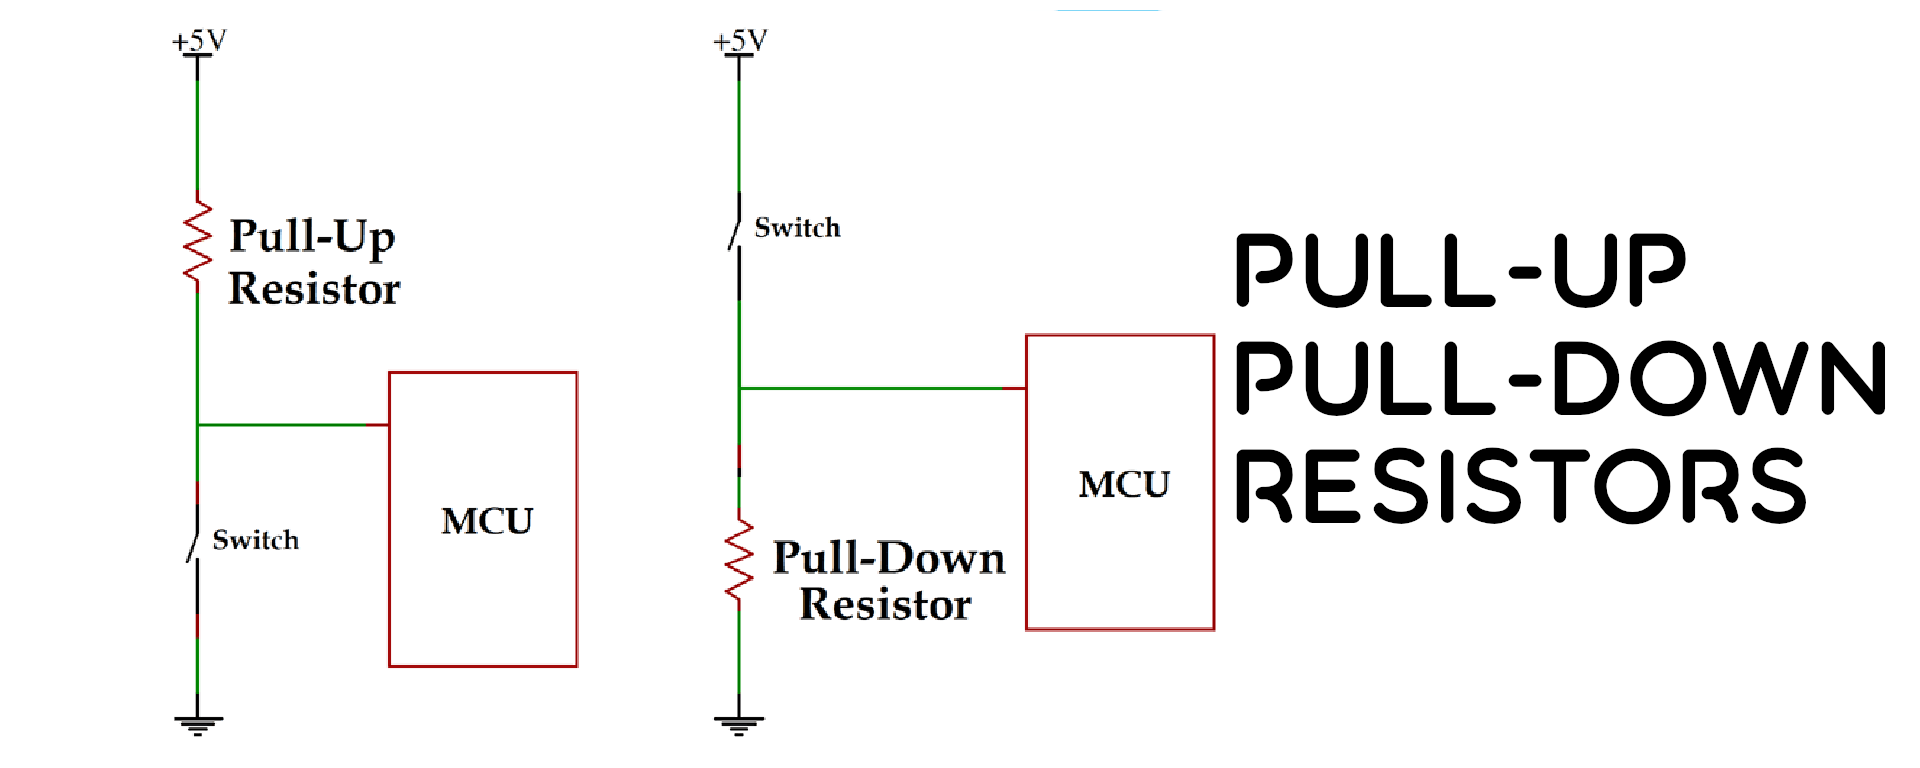 +5V
Pull-Up
Resistor
Switch
MCU
+5V
Switch
MCU
Pull-Down
Resistor
PULL-UP
PULL-DOWN
RESISTORS